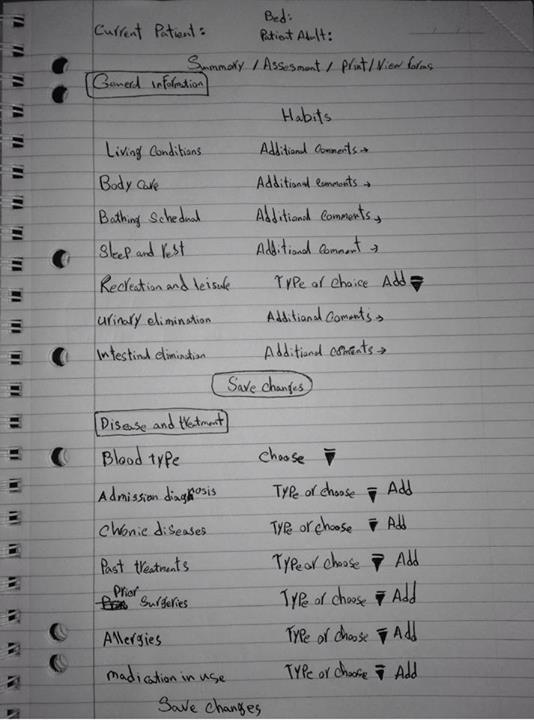 Bed:
Current Patient: Patient Adult:
Summory / Assesment / Print/View forms
General information
Habits
Living Conditions Additional Comments →
Body Care Additional comments →
Bathing Schedual Additional Comments →
Sleep and rest Additional Comment →
Recreation and leisure Type or choice Add
urinary elimination Additional Coments →
Intestinal elimination Additional coments →
Save changes
Disease and treatment
Blood type choose
Admission diagnosis Type or choose Add
Chronic diseases Type or choose Add
Past treatments Type or choose Add
Prior Surgeries Type or choose Add
Allergies Type or choose Add
madication in use Type or choose Add
Save changes